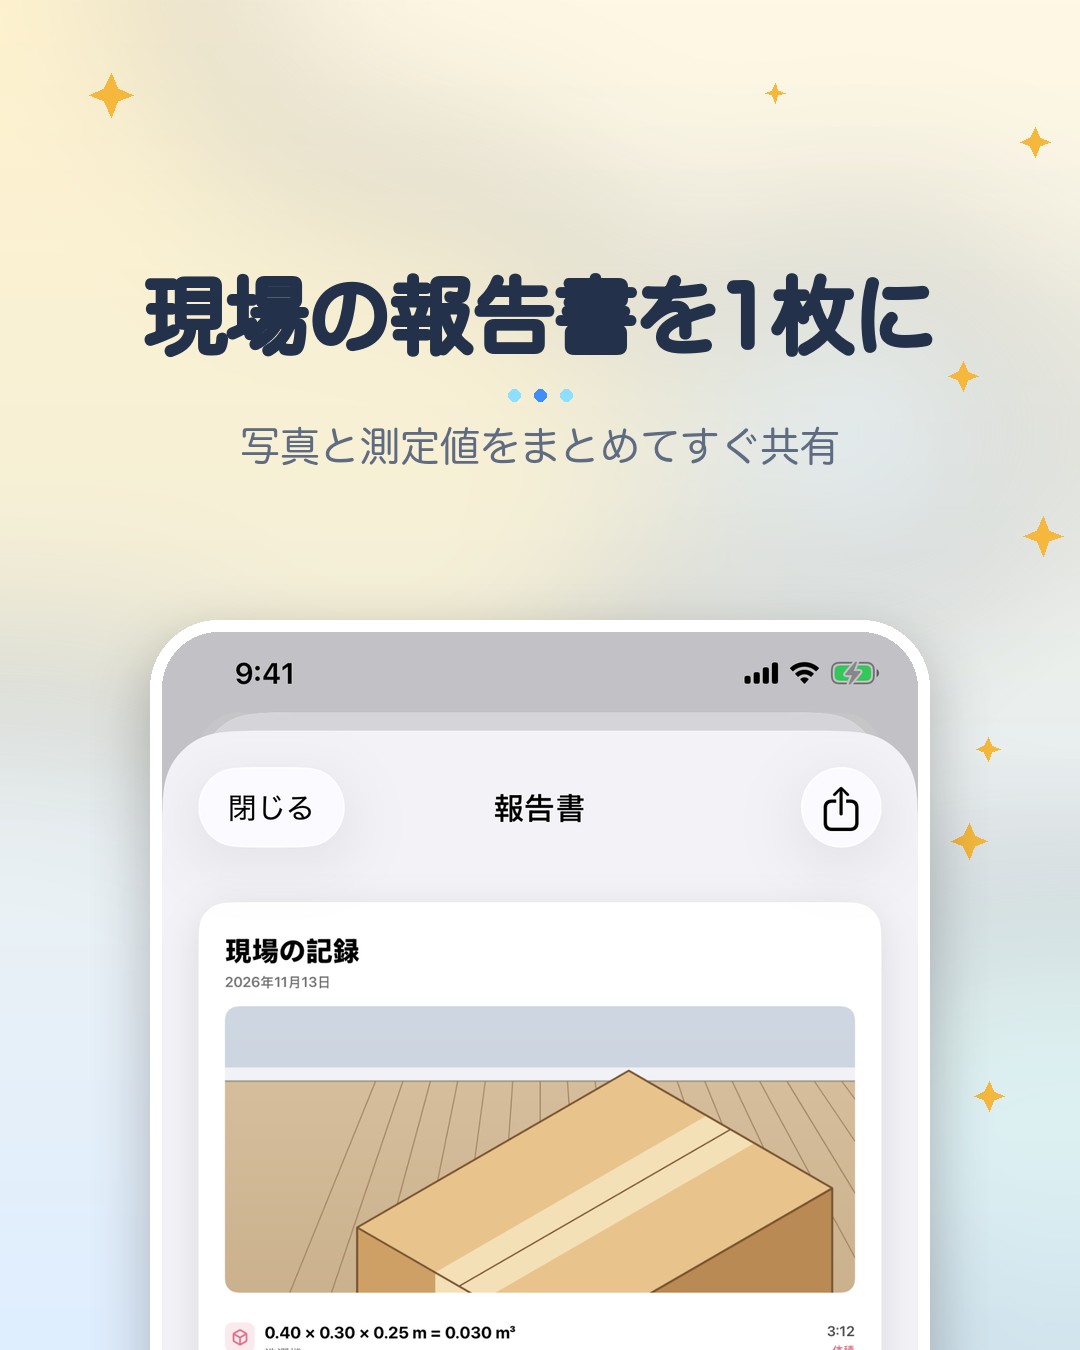 現場の報告書を1枚に
写真と測定値をまとめてすぐ共有
9:41
閉じる
報告書
現場の記録
2026年11月13日
0.40 × 0.30 × 0.25 m = 0.030 m³
3:12